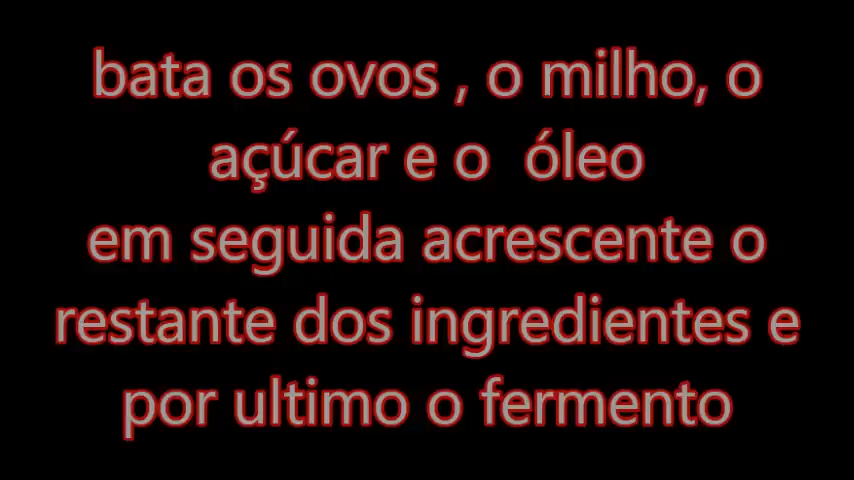 bata os ovos , o milho, o
açúcar e o  óleo
em seguida acrescente o
restante dos ingredientes e
por ultimo o fermento